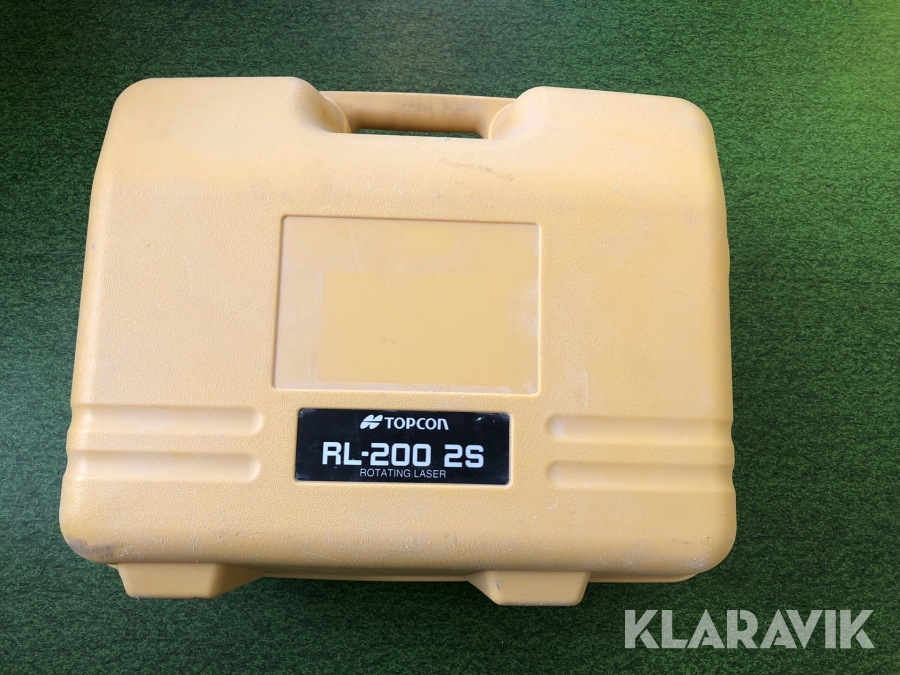 TOPCON
RL-200 2S
ROTATING LASER
KLARAVIK